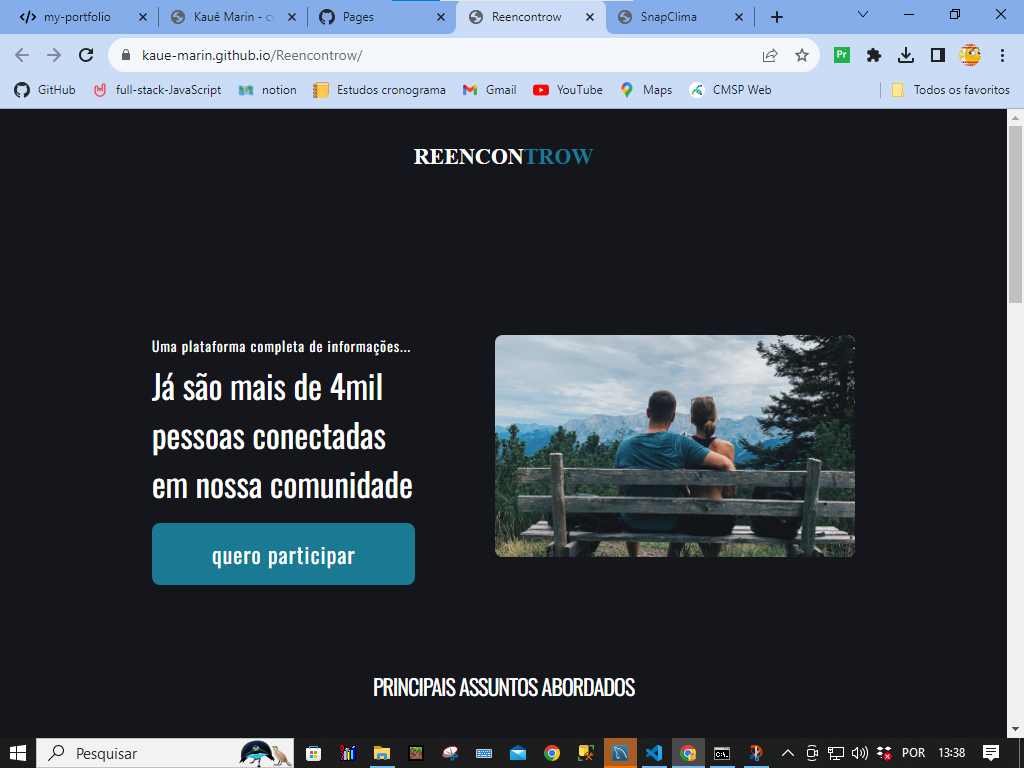 my-portfolio
Kauê Marin - c
Pages
Reencontrow
SnapClima
kaue-marin.github.io/Reencontrow/
Pr
GitHub
full-stack-JavaScript
notion
Estudos cronograma
Gmail
YouTube
Maps
CMSP Web
Todos os favoritos
REENCONTROW
Uma plataforma completa de informações...
Já são mais de 4mil
pessoas conectadas
em nossa comunidade
quero participar
PRINCIPAIS ASSUNTOS ABORDADOS
Pesquisar
POR
13:38